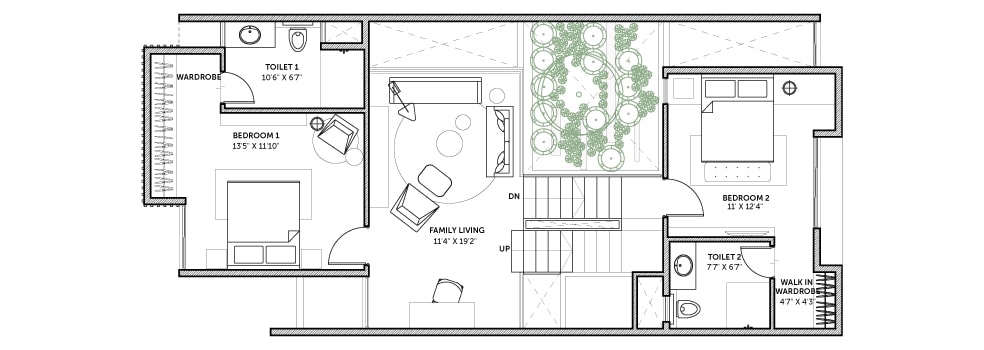 WARDROBE
TOILET 1
10'6" X 6'7"
BEDROOM 1
13'5" X 11'10"
FAMILY LIVING
11'4" X 19'2"
DN
UP
BEDROOM 2
11' X 12'4"
TOILET 2
7'7" X 6'7"
WALK IN
WARDROBE
4'7" X 4'3"